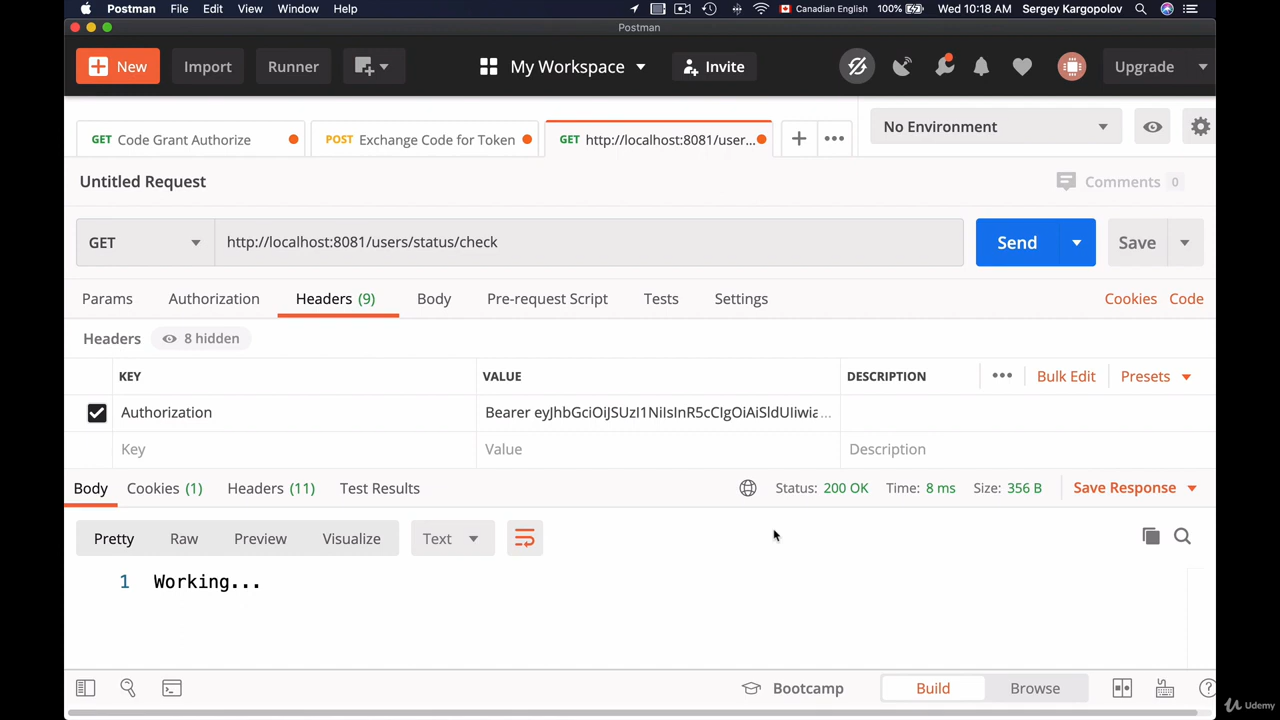 Postman File Edit View Window Help Canadian English 100% Wed 10:18 AM Sergey Kargopolov
Postman
New Import Runner My Workspace Invite Upgrade
GET Code Grant Authorize POST Exchange Code for Token GET http://localhost:8081/user... No Environment
Untitled Request Comments 0
GET http://localhost:8081/users/status/check Send Save
Params Authorization Headers (9) Body Pre-request Script Tests Settings Cookies Code
Headers 8 hidden
KEY VALUE DESCRIPTION Bulk Edit Presets
Authorization Bearer eyJhbGciOiJSUzI1NiIsInR5cCIgOiAiSldUIiwia ...
Key Value Description
Body Cookies (1) Headers (11) Test Results Status: 200 OK Time: 8 ms Size: 356 B Save Response
Pretty Raw Preview Visualize Text
1 Working...
Bootcamp Build Browse
Udemy